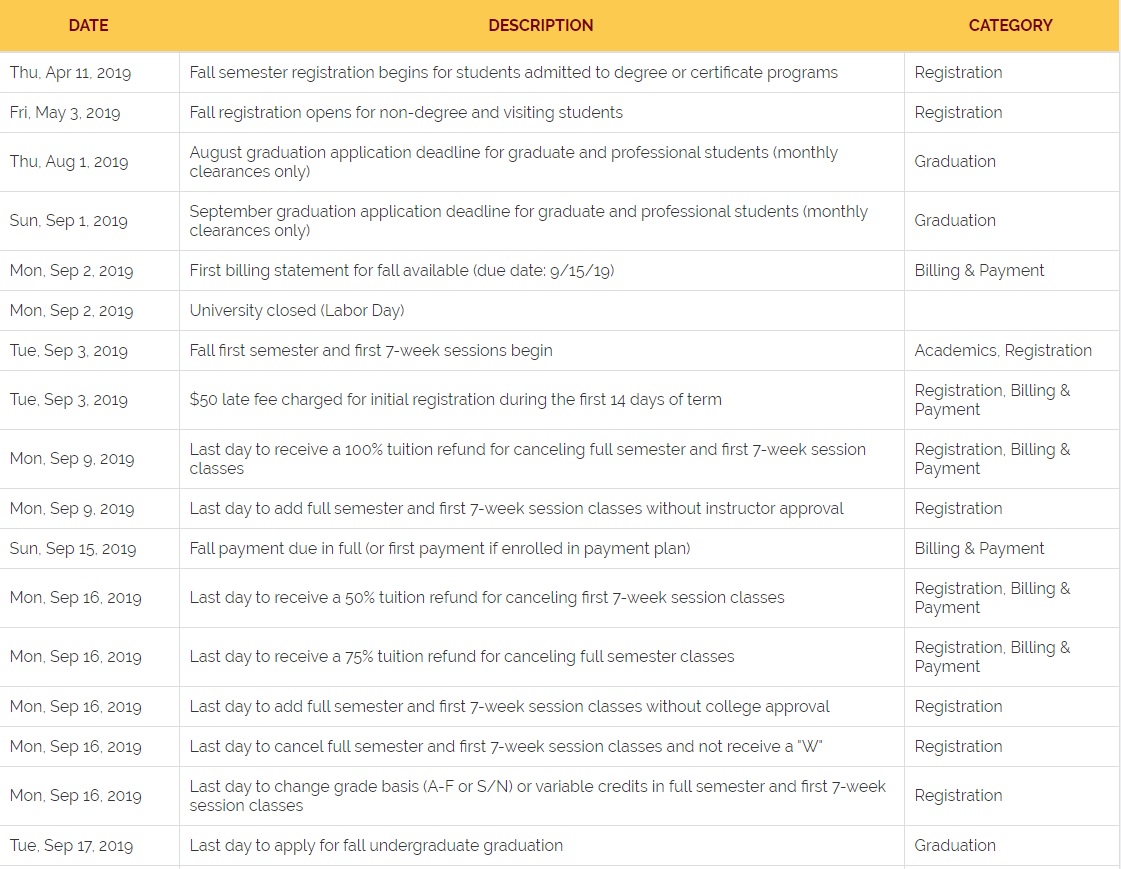 DATE DESCRIPTION CATEGORY
Thu, Apr 11, 2019 Fall semester registration begins for students admitted to degree or certificate programs Registration
Fri, May 3, 2019 Fall registration opens for non-degree and visiting students Registration
Thu, Aug 1, 2019 August graduation application deadline for graduate and professional students (monthly
clearances only) Graduation
Sun, Sep 1, 2019 September graduation application deadline for graduate and professional students (monthly
clearances only) Graduation
Mon, Sep 2, 2019 First billing statement for fall available (due date: 9/15/19) Billing & Payment
Mon, Sep 2, 2019 University closed (Labor Day)
Tue, Sep 3, 2019 Fall first semester and first 7-week sessions begin Academics, Registration
Tue, Sep 3, 2019 $50 late fee charged for initial registration during the first 14 days of term Registration, Billing &
Payment
Mon, Sep 9, 2019 Last day to receive a 100% tuition refund for canceling full semester and first 7-week session Registration, Billing &
classes Payment
Mon, Sep 9, 2019 Last day to add full semester and first 7-week session classes without instructor approval Registration
Sun, Sep 15, 2019 Fall payment due in full (or first payment if enrolled in payment plan) Billing & Payment
Mon, Sep 16, 2019 Last day to receive a 50% tuition refund for canceling first 7-week session classes Registration, Billing &
Payment
Mon, Sep 16, 2019 Last day to receive a 75% tuition refund for canceling full semester classes Registration, Billing &
Payment
Mon, Sep 16, 2019 Last day to add full semester and first 7-week session classes without college approval Registration
Mon, Sep 16, 2019 Last day to cancel full semester and first 7-week session classes and not receive a "W" Registration
Mon, Sep 16, 2019 Last day to change grade basis (A-F or S/N) or variable credits in full semester and first 7-week
session classes Registration
Tue, Sep 17, 2019 Last day to apply for fall undergraduate graduation Graduation